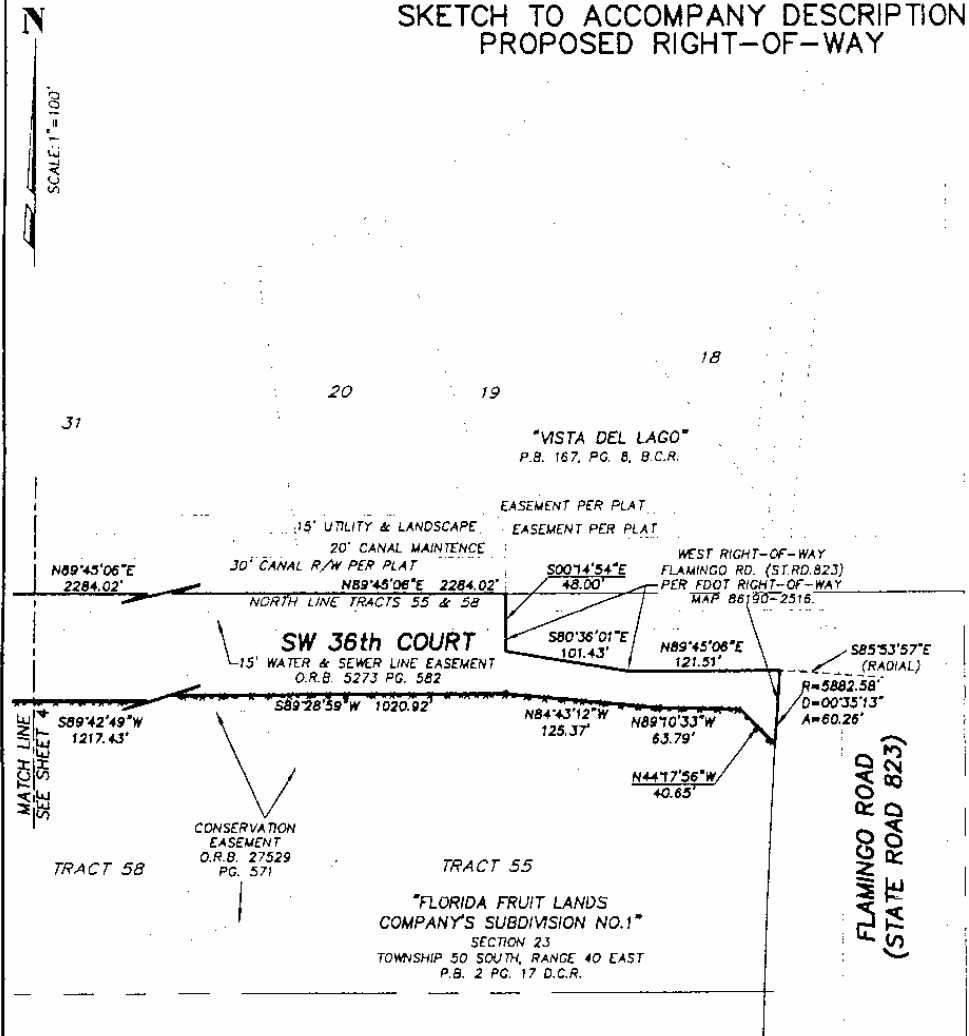 SKETCH TO ACCOMPANY DESCRIPTION
PROPOSED RIGHT-OF-WAY
N
SCALE: 1"=100'
18
20
19
31
"VISTA DEL LAGO"
P.B. 167, PG. 8, B.C.R.
EASEMENT PER PLAT
15' UTILITY & LANDSCAPE
EASEMENT PER PLAT
20' CANAL MAINTENCE
30' CANAL R/W PER PLAT
WEST RIGHT-OF-WAY
FLAMINGO RD. (ST.RD.823)
PER FDOT RIGHT-OF-WAY
MAP 86190-2516
N89°45'06"E
2284.02'
N89°45'06"E 2284.02'
S00°14'54"E
48.00'
NORTH LINE TRACTS 55 & 58
SW 36th COURT
15' WATER & SEWER LINE EASEMENT
O.R.B. 5273 PG. 582
S80°36'01"E
101.43'
N89°45'06"E
121.51'
S85°53'57"E
(RADIAL)
R=5882.58'
D=00°35'13"
A=60.26'
S89°42'49"W
1217.43'
S89°28'59"W 1020.92'
N84°43'12"W
125.37'
N89°10'33"W
63.79'
N44°17'56"W
40.65'
MATCH LINE
SEE SHEET 4
CONSERVATION
EASEMENT
O.R.B. 27529
PG. 571
TRACT 58
TRACT 55
"FLORIDA FRUIT LANDS
COMPANY'S SUBDIVISION NO.1"
SECTION 23
TOWNSHIP 50 SOUTH, RANGE 40 EAST
P.B. 2 PG. 17 D.C.R.
FLAMINGO ROAD
(STATE ROAD 823)